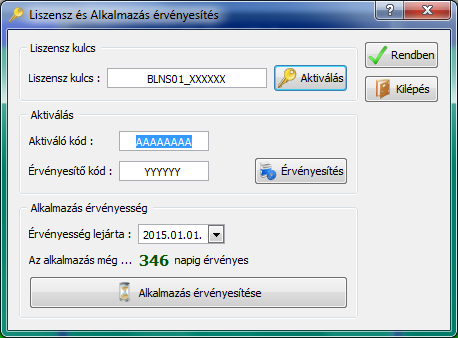 Liszensz és Alkalmazás érvényesítés
Liszensz kulcs
Liszensz kulcs : BLNS01_XXXXXX Aktiválás
Rendben
Kilépés
Aktiválás
Aktiváló kód : AAAAAAAA
Érvényesítő kód : YYYYYY Érvényesítés
Alkalmazás érvényesség
Érvényesség lejárta : 2015.01.01.
Az alkalmazás még ... 346 napig érvényes
Alkalmazás érvényesítése